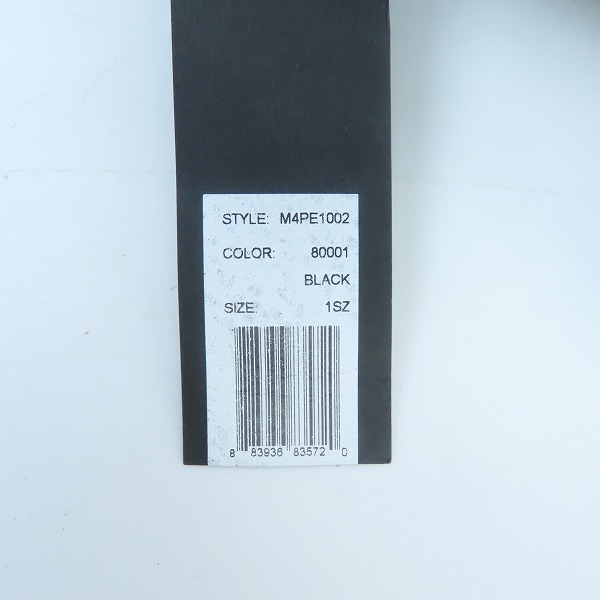 STYLE: M4PE1002
COLOR: 80001
BLACK
SIZE: 1SZ
8 83936 83572 0